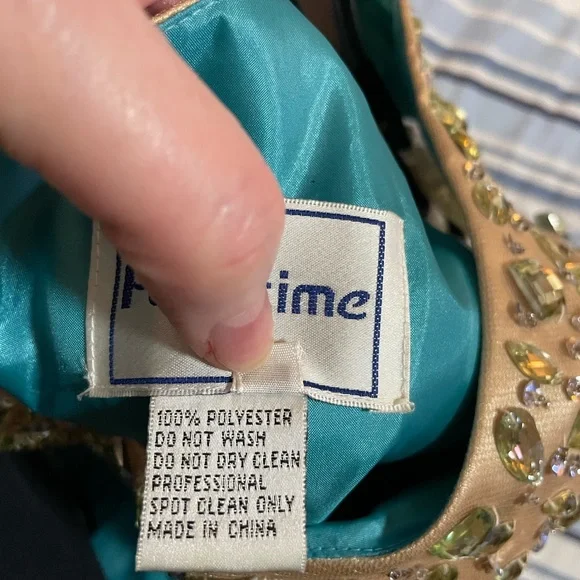 time
100% POLYESTER
DO NOT WASH
DO NOT DRY CLEAN
PROFESSIONAL
SPOT CLEAN ONLY
MADE IN CHINA